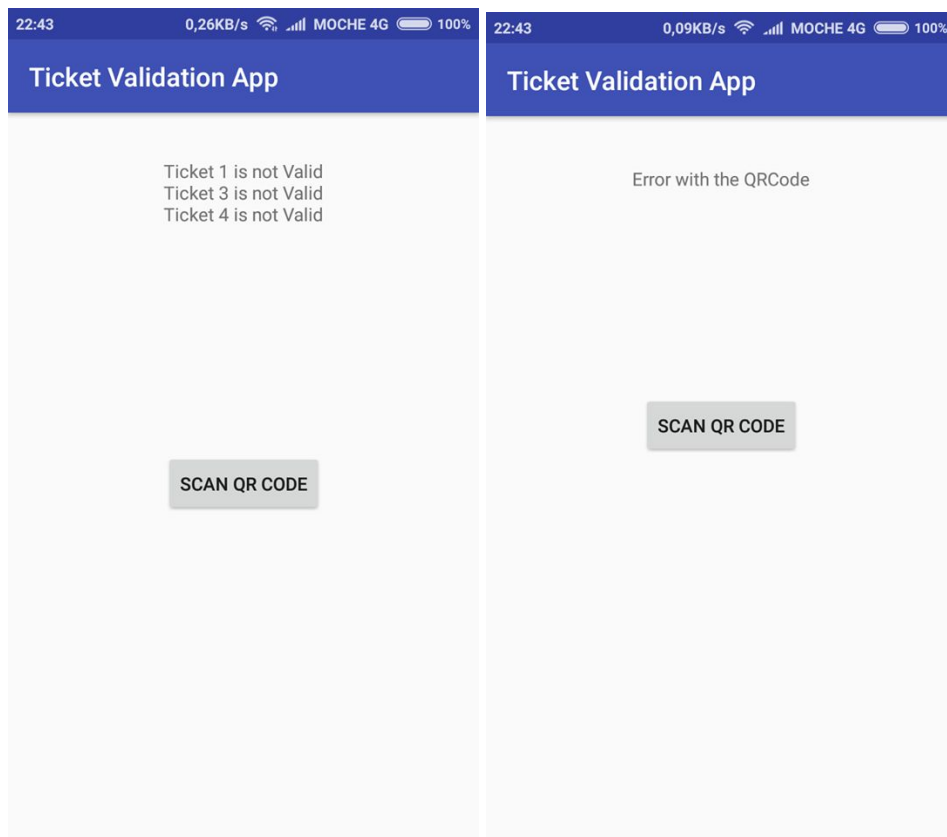 22:43 0,26KB/s MOCHE 4G 100%
Ticket Validation App
Ticket 1 is not Valid
Ticket 3 is not Valid
Ticket 4 is not Valid
SCAN QR CODE
22:43 0,09KB/s MOCHE 4G 100%
Ticket Validation App
Error with the QRCode
SCAN QR CODE